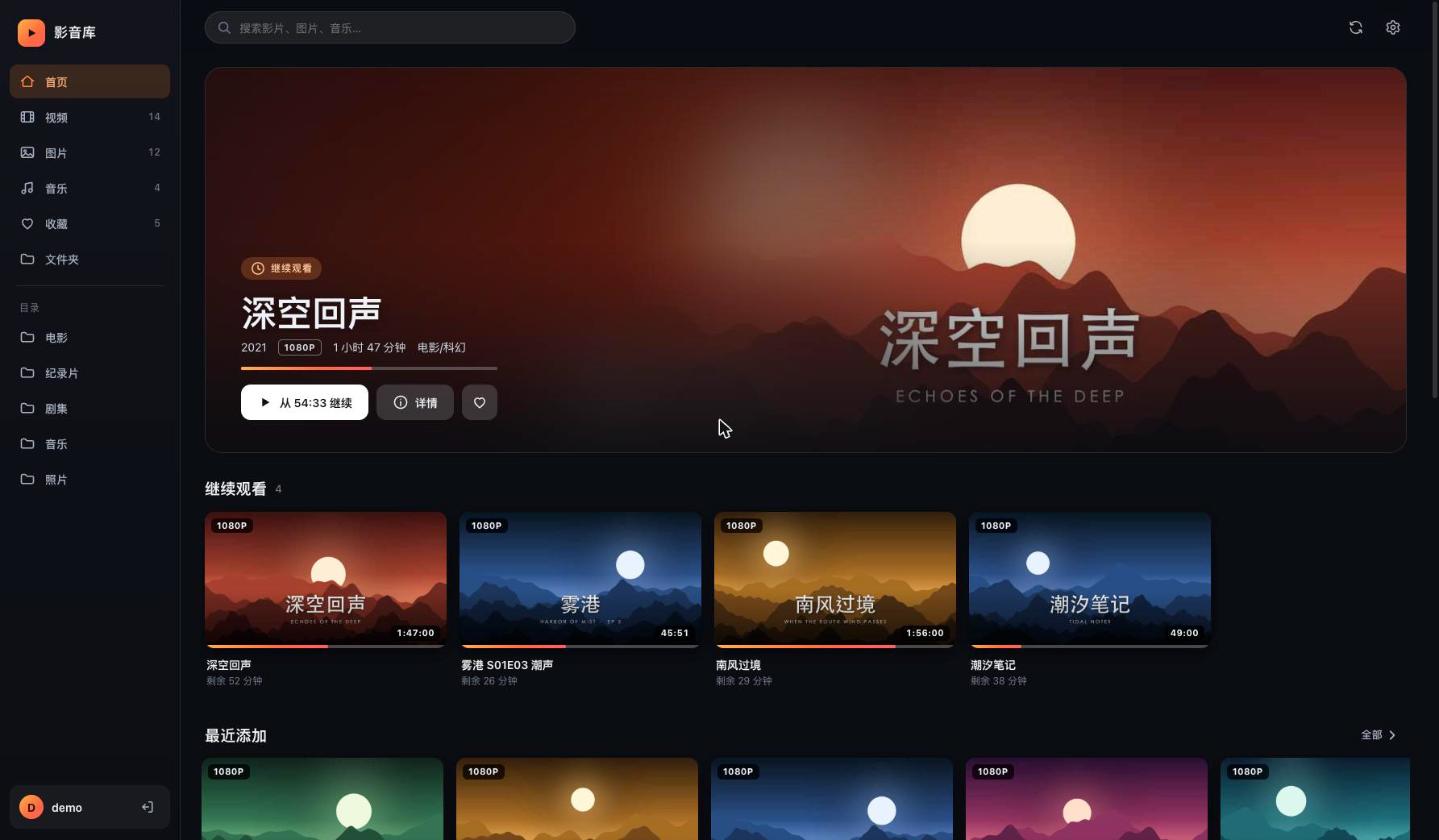 影音库
搜索影片、图片、音乐...
首页
视频 14
图片 12
音乐 4
收藏 5
文件夹
目录
电影
纪录片
剧集
音乐
照片
D demo
继续观看
深空回声
2021 1080P 1 小时 47 分钟 电影/科幻
从 54:33 继续 详情
深空回声
ECHOES OF THE DEEP
继续观看 4
1080P
深空回声
ECHOES OF THE DEEP
1:47:00
深空回声
剩余 52 分钟
1080P
雾港
HARBOR OF MIST EP 3
45:51
雾港 S01E03 潮声
剩余 26 分钟
1080P
南风过境
WHEN THE SOUTH WIND PASSES
1:56:00
南风过境
剩余 29 分钟
1080P
潮汐笔记
TIDAL NOTES
49:00
潮汐笔记
剩余 38 分钟
最近添加 全部
1080P
1080P
1080P
1080P
1080P